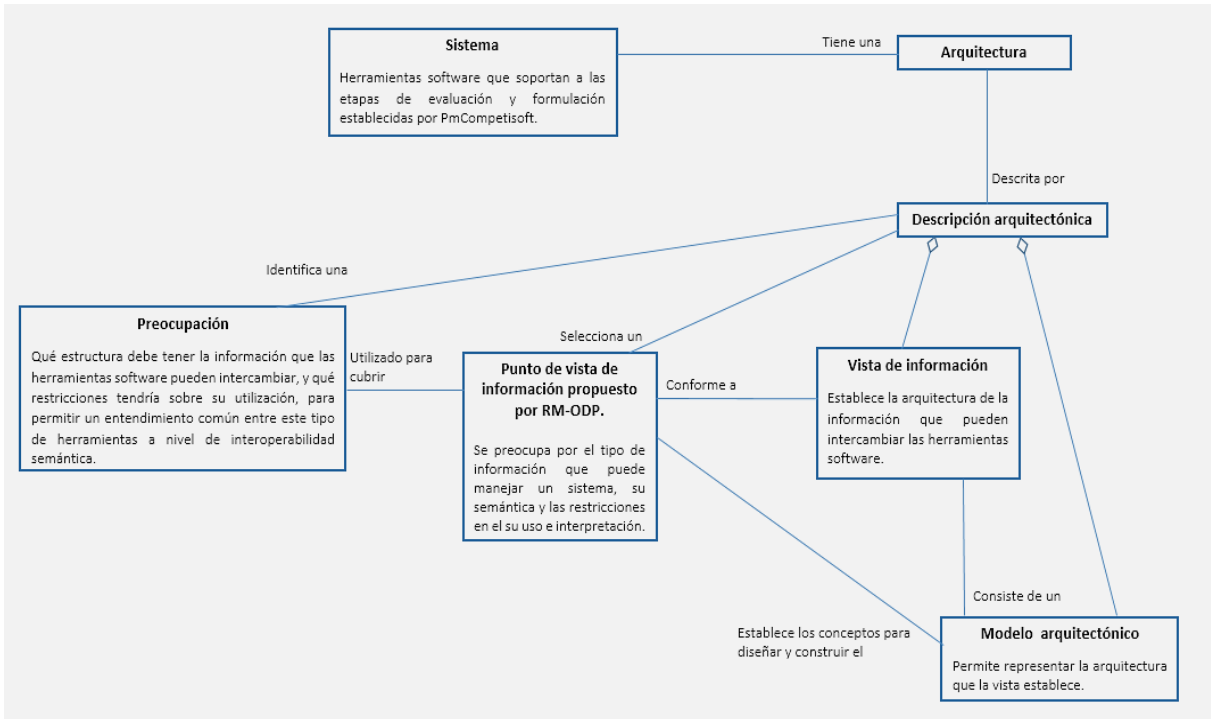 Sistema
Herramientas software que soportan a las
etapas de evaluación y formulación
establecidas por PmCompetisoft.
Tiene una
Arquitectura
Descrita por
Descripción arquitectónica
Identifica una
Preocupación
Qué estructura debe tener la información que las
herramientas software pueden intercambiar, y qué
restricciones tendría sobre su utilización, para
permitir un entendimiento común entre este tipo
de herramientas a nivel de interoperabilidad
semántica.
Utilizado para
cubrir
Selecciona un
Punto de vista de
información propuesto
por RM-ODP.
Se preocupa por el tipo de
información que puede
manejar un sistema, su
semántica y las restricciones
en el su uso e interpretación.
Conforme a
Vista de información
Establece la arquitectura de la
información que pueden
intercambiar las herramientas
software.
Consiste de un
Establece los conceptos para
diseñar y construir el
Modelo arquitectónico
Permite representar la arquitectura
que la vista establece.